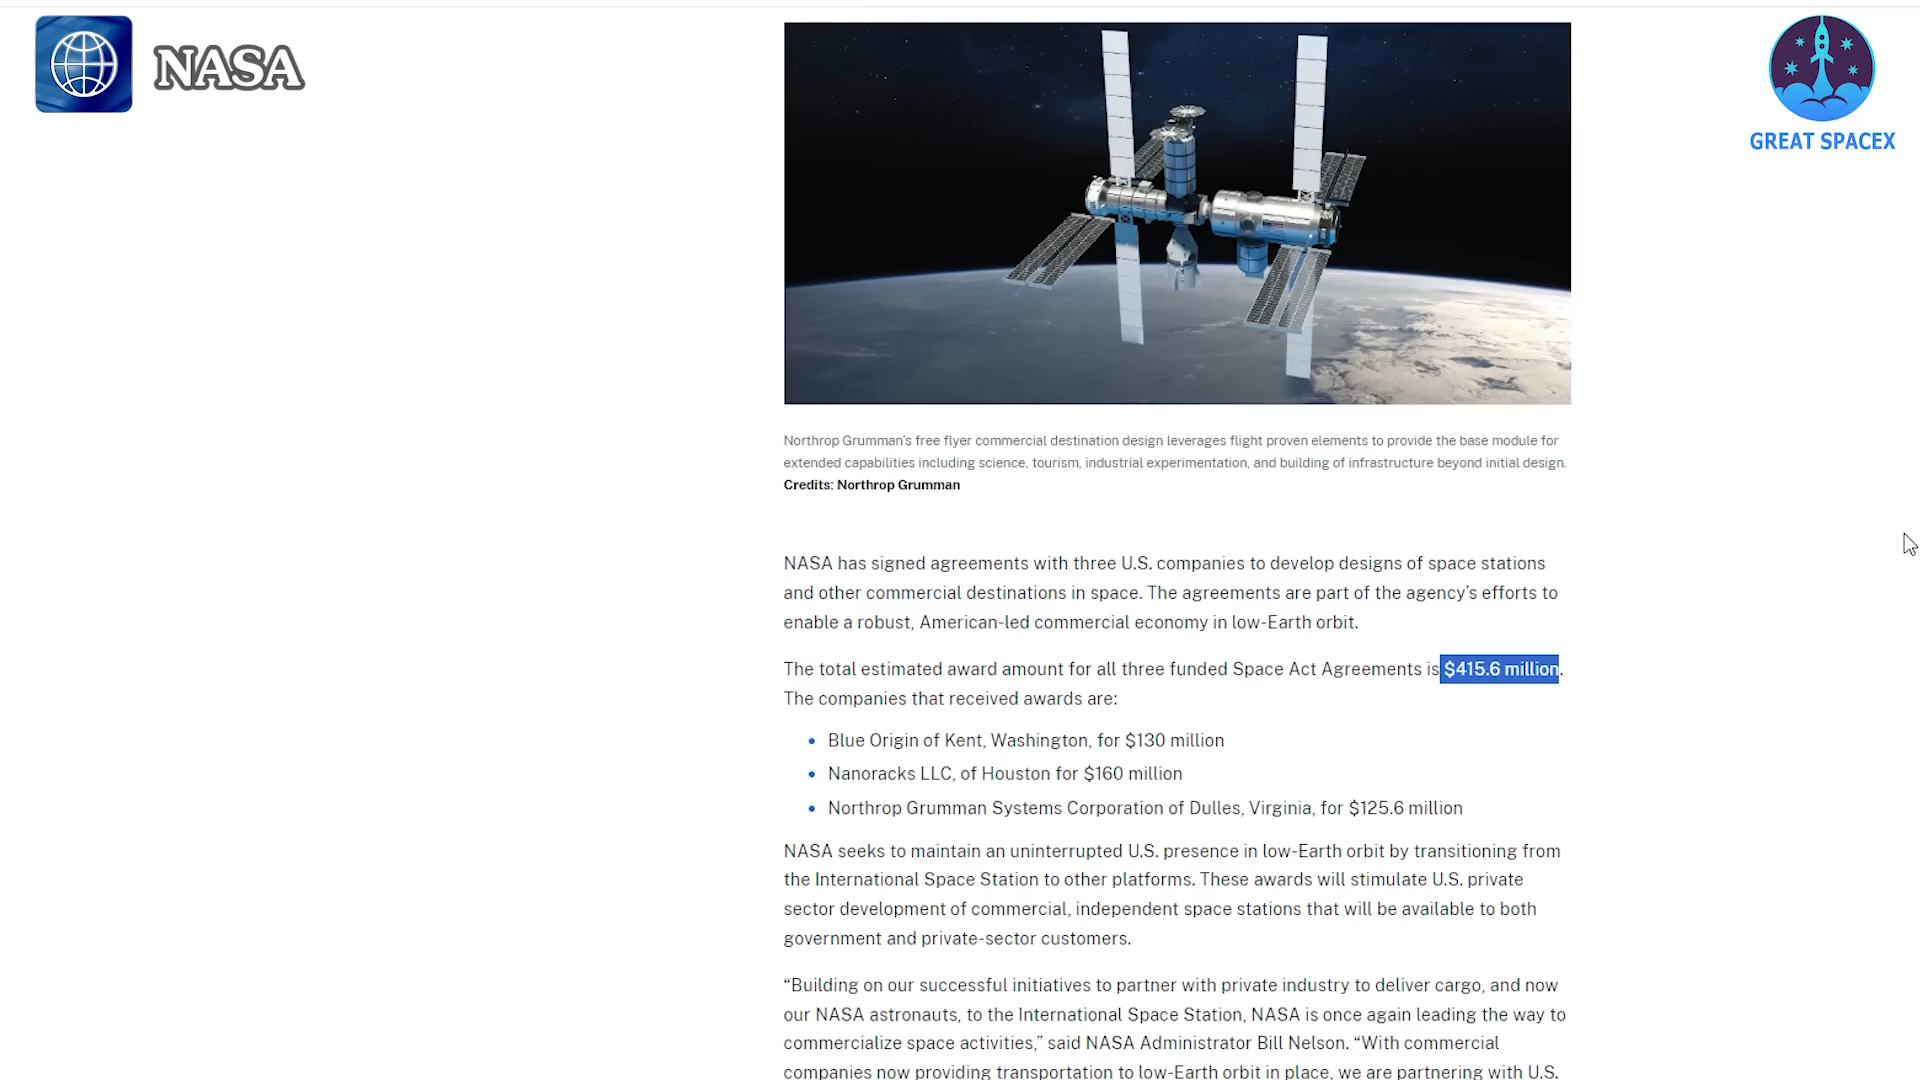 NASA
GREAT SPACEX
Northrop Grumman's free flyer commercial destination design leverages flight proven elements to provide the base module for
extended capabilities including science, tourism, industrial experimentation, and building of infrastructure beyond initial design.
Credits: Northrop Grumman
NASA has signed agreements with three U.S. companies to develop designs of space stations
and other commercial destinations in space. The agreements are part of the agency’s efforts to
enable a robust, American-led commercial economy in low-Earth orbit.
The total estimated award amount for all three funded Space Act Agreements is $415.6 million.
The companies that received awards are:
• Blue Origin of Kent, Washington, for $130 million
• Nanoracks LLC, of Houston for $160 million
• Northrop Grumman Systems Corporation of Dulles, Virginia, for $125.6 million
NASA seeks to maintain an uninterrupted U.S. presence in low-Earth orbit by transitioning from
the International Space Station to other platforms. These awards will stimulate U.S. private
sector development of commercial, independent space stations that will be available to both
government and private-sector customers.
“Building on our successful initiatives to partner with private industry to deliver cargo, and now
our NASA astronauts, to the International Space Station, NASA is once again leading the way to
commercialize space activities,” said NASA Administrator Bill Nelson. “With commercial
companies now providing transportation to low-Earth orbit in place, we are partnering with U.S.